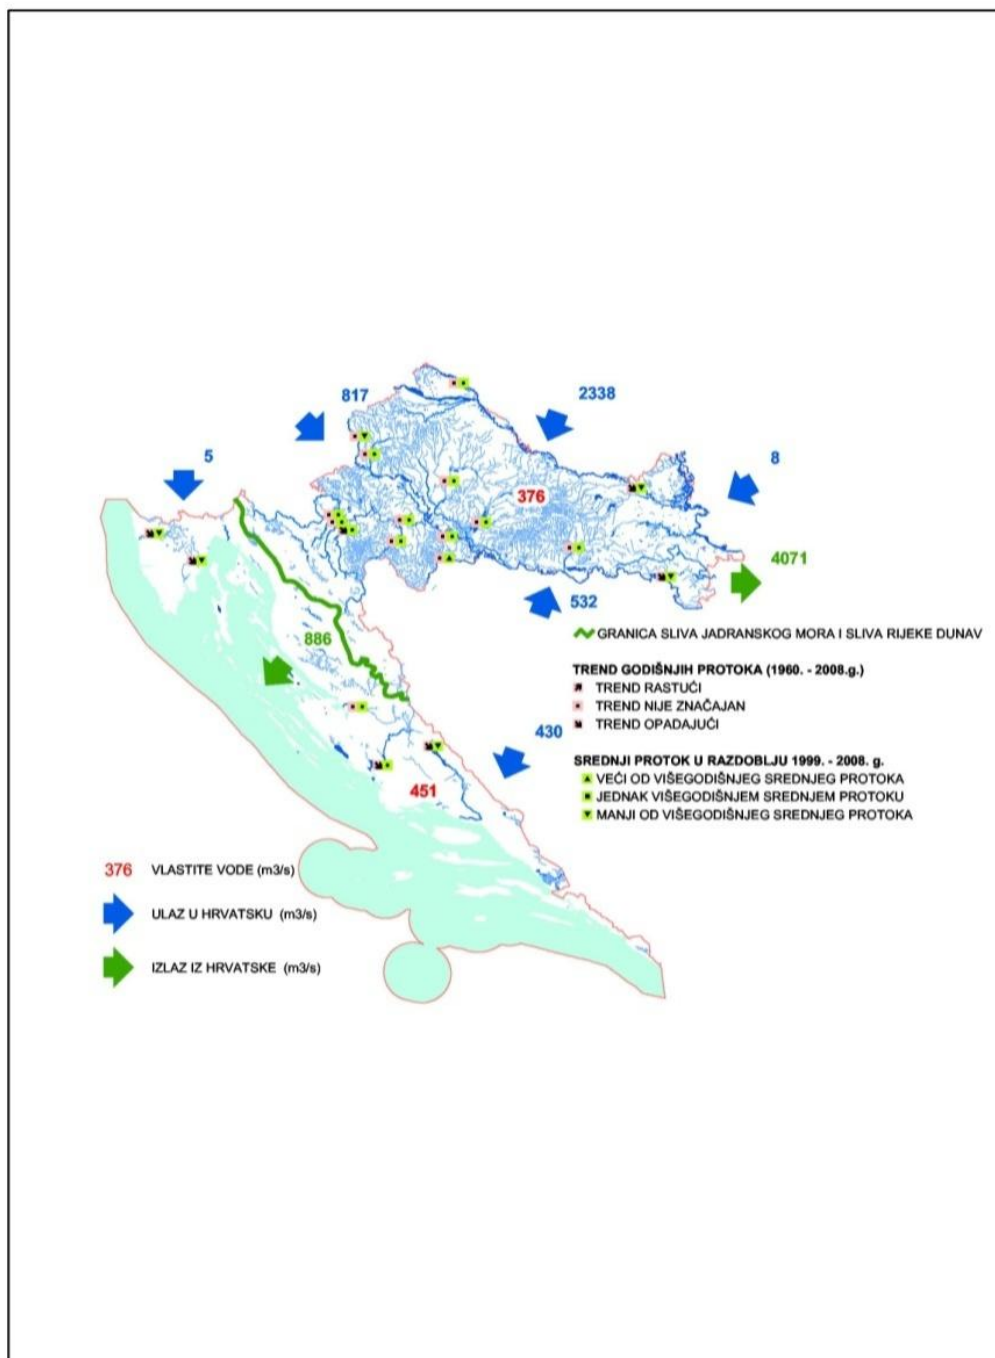 817
2338
5
8
376
4071
532
886
GRANICA SLIVA JADRANSKOG MORA I SLIVA RIJEKE DUNAV
TREND GODIŠNJIH PROTOKA (1960. - 2008.g.)
TREND RASTUĆI
TREND NIJE ZNAČAJAN
TREND OPADAJUĆI
430
SREDNJI PROTOK U RAZDOBLJU 1999. - 2008. g.
VEĆI OD VIŠEGODIŠNJEG SREDNJEG PROTOKA
JEDNAK VIŠEGODIŠNJEM SREDNJEM PROTOKU
MANJI OD VIŠEGODIŠNJEG SREDNJEG PROTOKA
451
376 VLASTITE VODE (m3/s)
ULAZ U HRVATSKU (m3/s)
IZLAZ IZ HRVATSKE (m3/s)